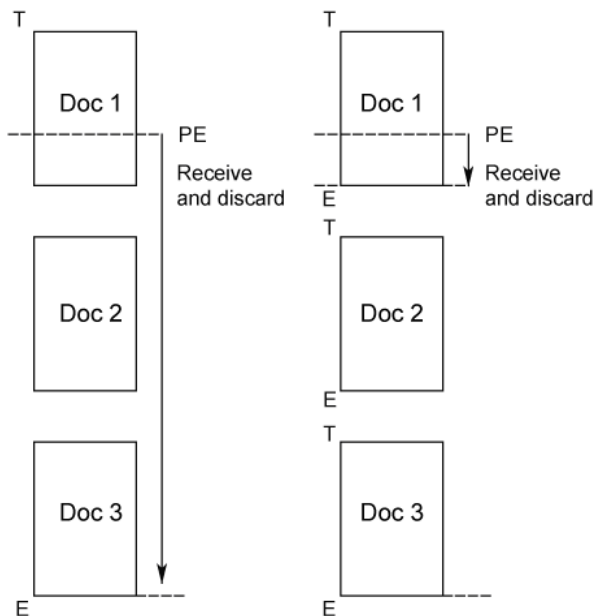 T
Doc 1
PE
Receive
and discard
Doc 2
Doc 3
E
T
Doc 1
PE
Receive
and discard
E
T
Doc 2
E
T
Doc 3
E